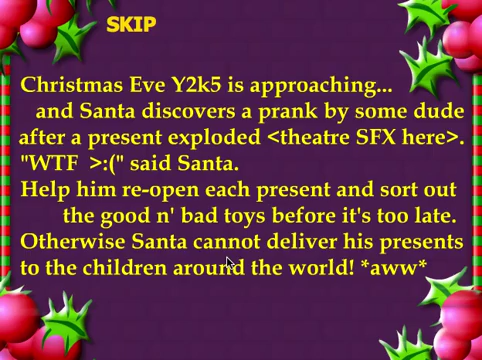 SKIP
Christmas Eve Y2k5 is approaching...
and Santa discovers a prank by some dude
after a present exploded <theatre SFX here>.
"WTF >:(" said Santa.
Help him re-open each present and sort out
the good n' bad toys before it's too late.
Otherwise Santa cannot deliver his presents
to the children around the world! *aww*